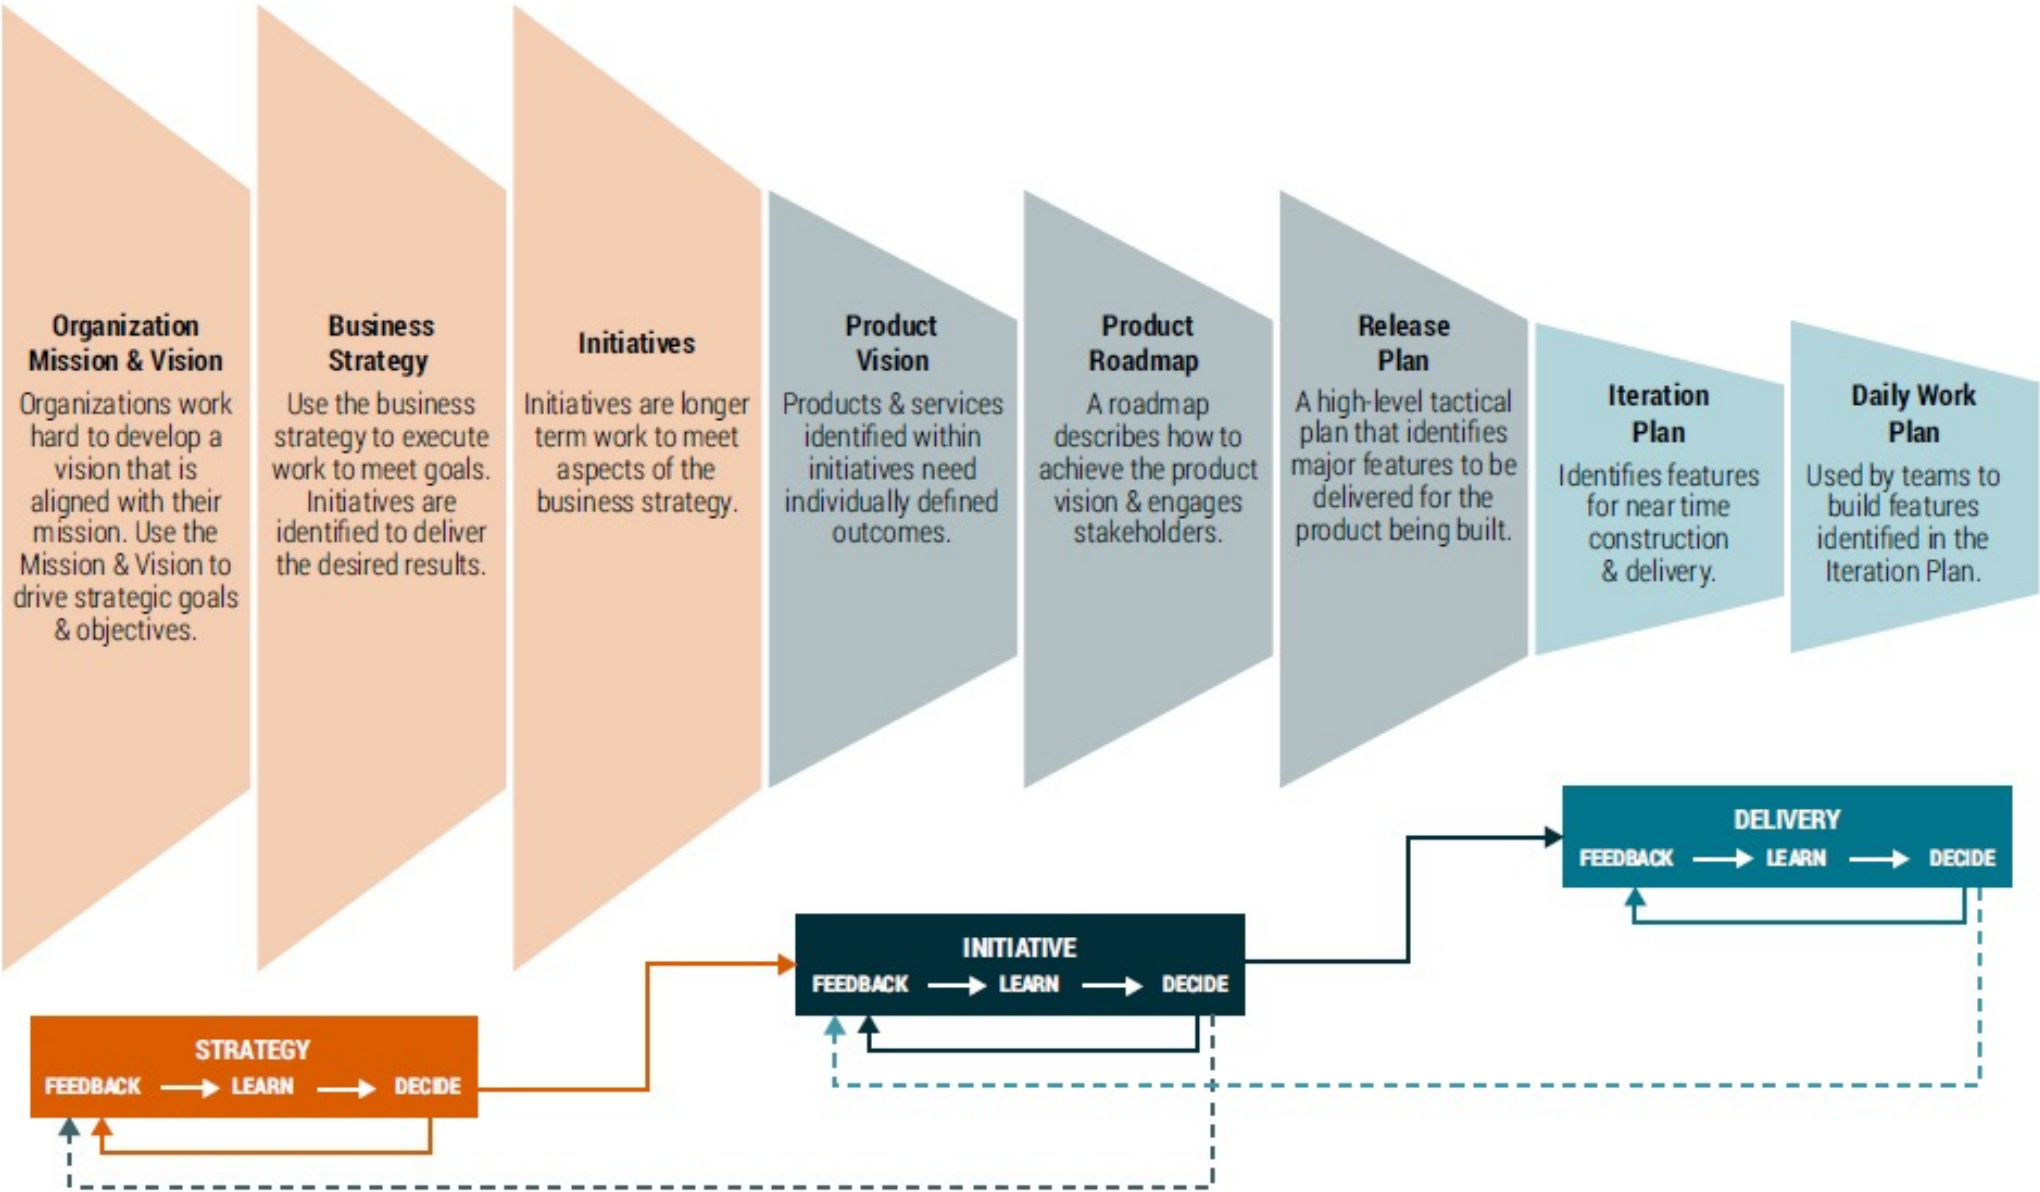 Organization
Mission & Vision
Organizations work
hard to develop a
vision that is
aligned with their
mission. Use the
Mission & Vision to
drive strategic goals
& objectives.
Business
Strategy
Use the business
strategy to execute
work to meet goals.
Initiatives are
identified to deliver
the desired results.
Initiatives
Initiatives are longer
term work to meet
aspects of the
business strategy.
Product
Vision
Products & services
identified within
initiatives need
individually defined
outcomes.
Product
Roadmap
A roadmap
describes how to
achieve the product
vision & engages
stakeholders.
Release
Plan
A high-level tactical
plan that identifies
major features to be
delivered for the
product being built.
Iteration
Plan
Identifies features
for near time
construction
& delivery.
Daily Work
Plan
Used by teams to
build features
identified in the
Iteration Plan.
STRATEGY
FEEDBACK LEARN DECIDE
INITIATIVE
FEEDBACK LEARN DECIDE
DELIVERY
FEEDBACK LEARN DECIDE